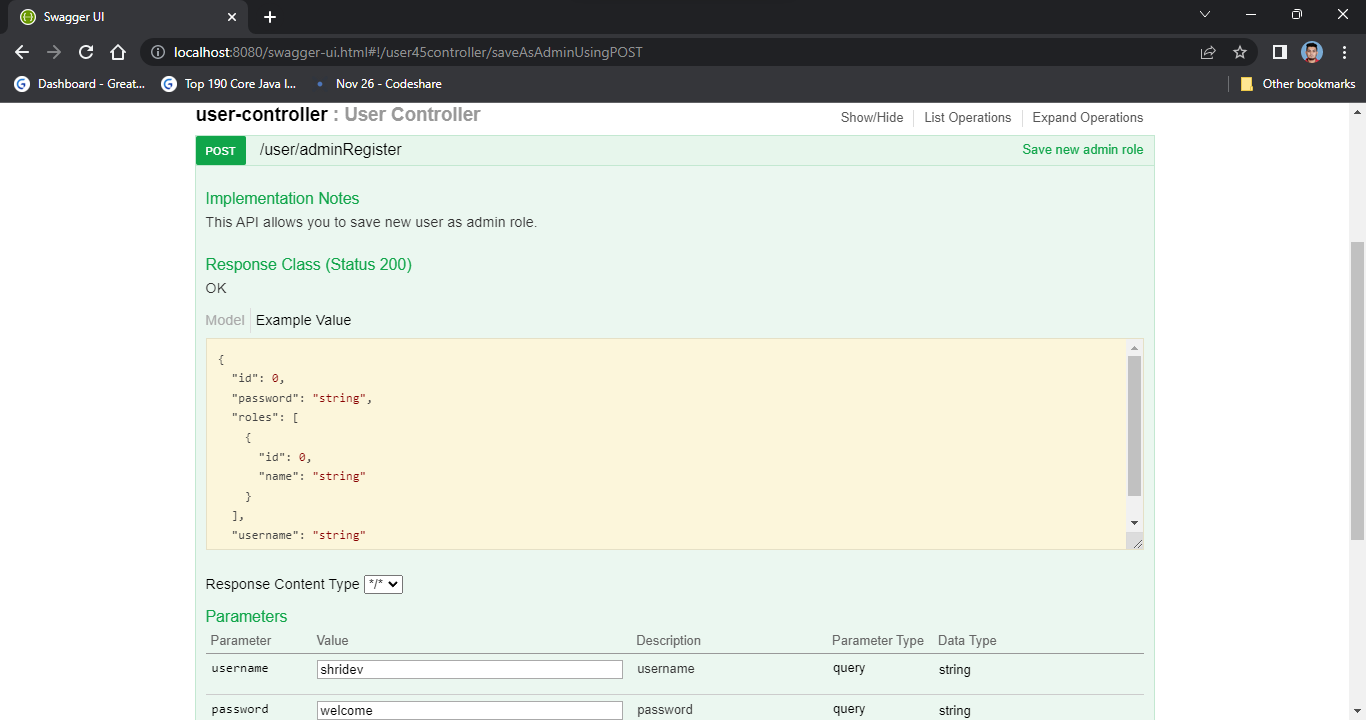 Swagger UI
localhost:8080/swagger-ui.html#!/user45controller/saveAsAdminUsingPOST
Dashboard - Great... Top 190 Core Java I... Nov 26 - Codeshare Other bookmarks
user-controller : User Controller Show/Hide List Operations Expand Operations
POST /user/adminRegister Save new admin role
Implementation Notes
This API allows you to save new user as admin role.
Response Class (Status 200)
OK
Model Example Value
{
"id": 0,
"password": "string",
"roles": [
{
"id": 0,
"name": "string"
}
],
"username": "string"
Response Content Type */*
Parameters
Parameter Value Description Parameter Type Data Type
username shridev username query string
password welcome password query string